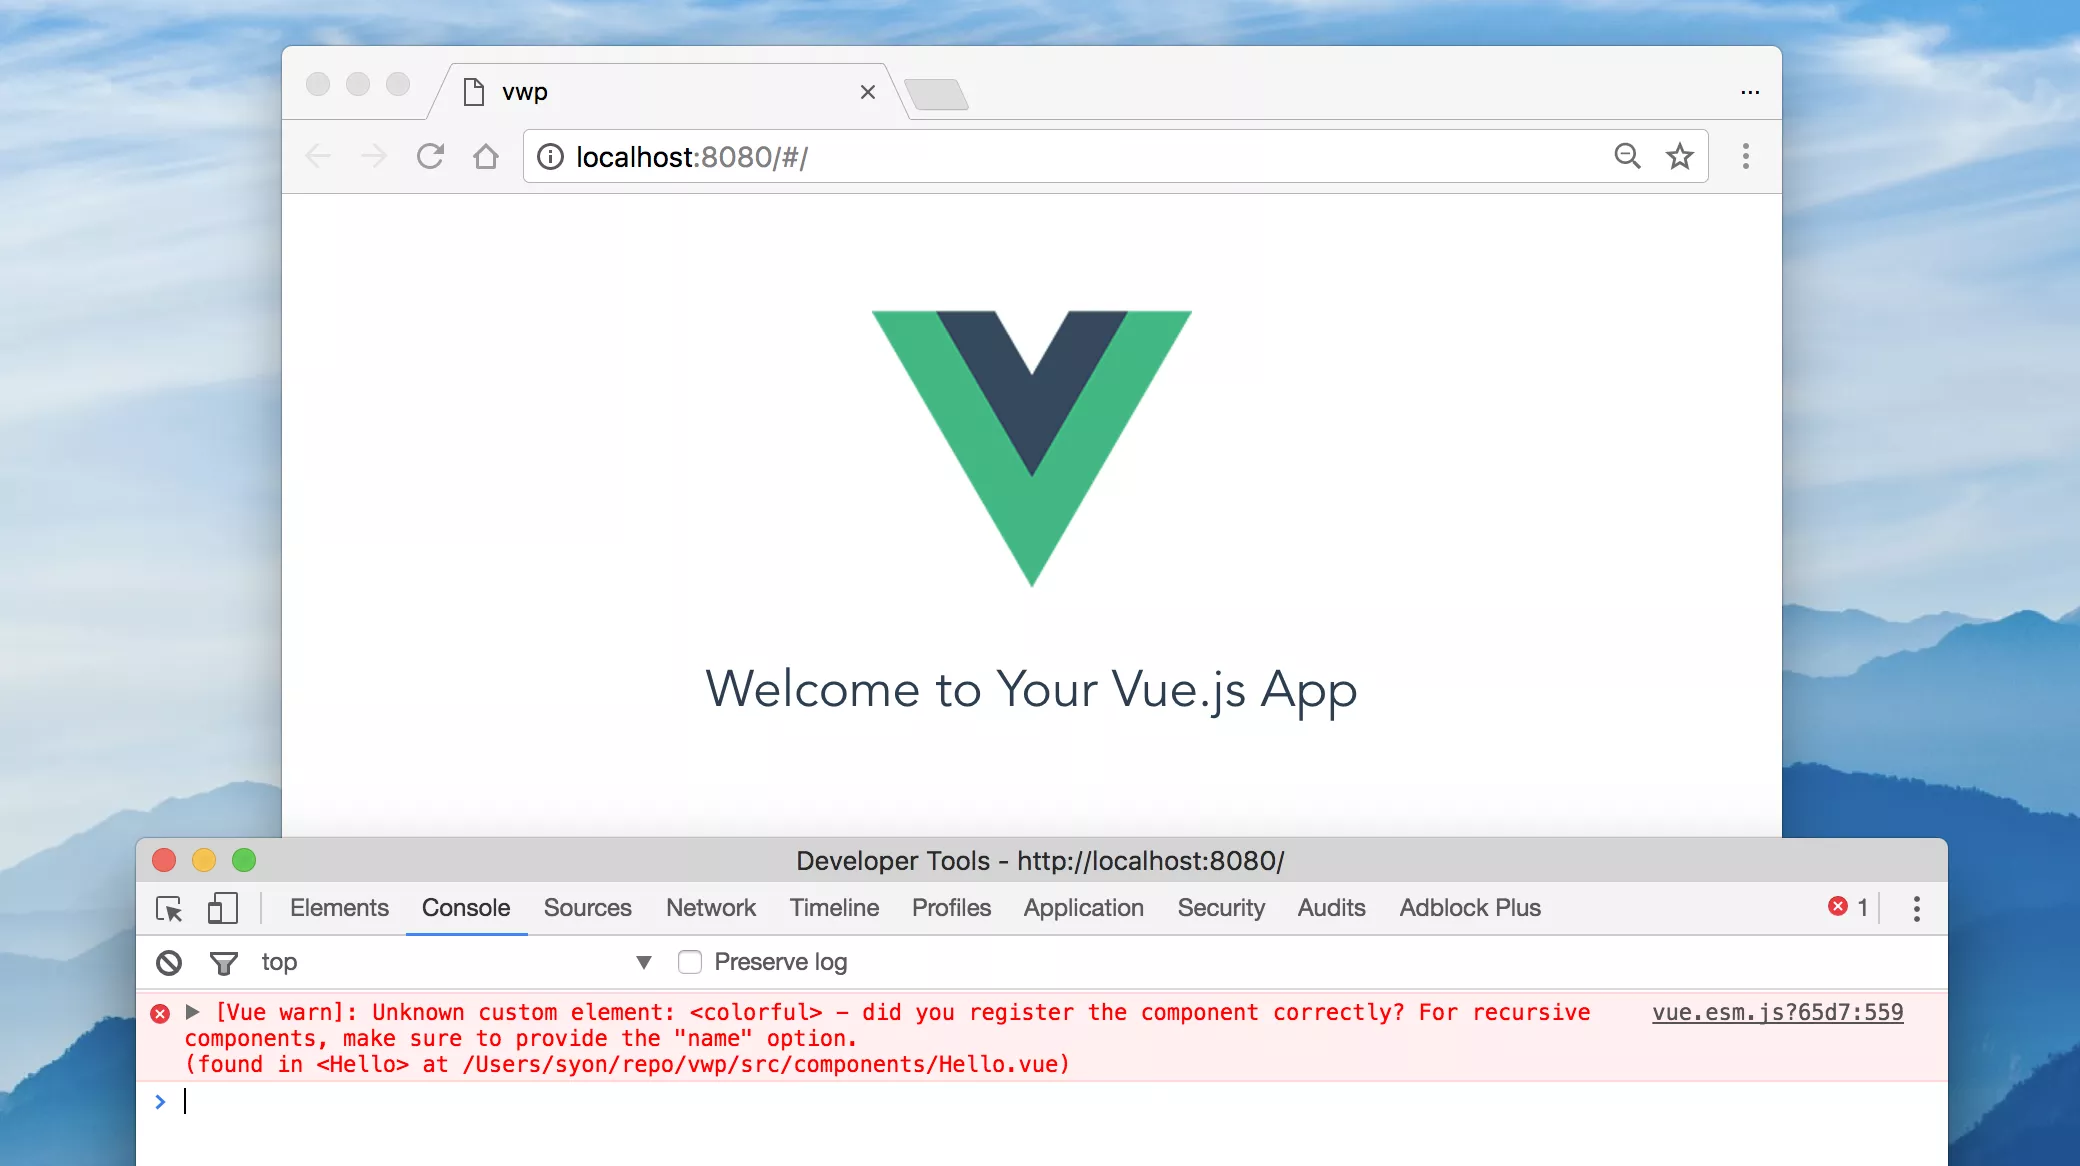 vwp
localhost:8080/#/
Welcome to Your Vue.js App
Developer Tools - http://localhost:8080/
Elements Console Sources Network Timeline Profiles Application Security Audits Adblock Plus 1
top Preserve log
[Vue warn]: Unknown custom element: <colorful> – did you register the component correctly? For recursive vue.esm.js?65d7:559
components, make sure to provide the "name" option.
(found in <Hello> at /Users/syon/repo/vwp/src/components/Hello.vue)